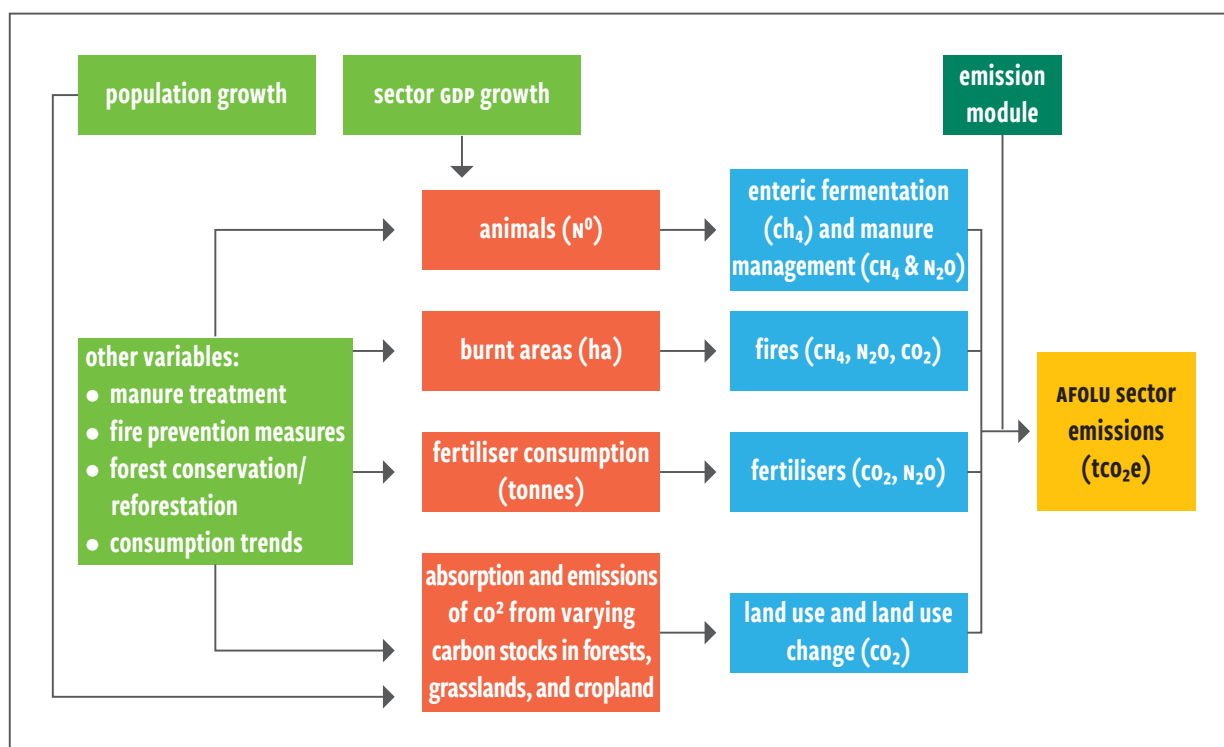 population growth
sector GDP growth
emission
module
animals (N⁰)
enteric fermentation
(ch₄) and manure
management (CH₄ & N₂O)
other variables:
● manure treatment
● fire prevention measures
● forest conservation/
reforestation
● consumption trends
burnt areas (ha)
fires (CH₄, N₂O, CO₂)
fertiliser consumption
(tonnes)
fertilisers (CO₂, N₂O)
absorption and emissions
of CO² from varying
carbon stocks in forests,
grasslands, and cropland
land use and land use
change (CO₂)
AFOLU sector
emissions
(tCO₂e)